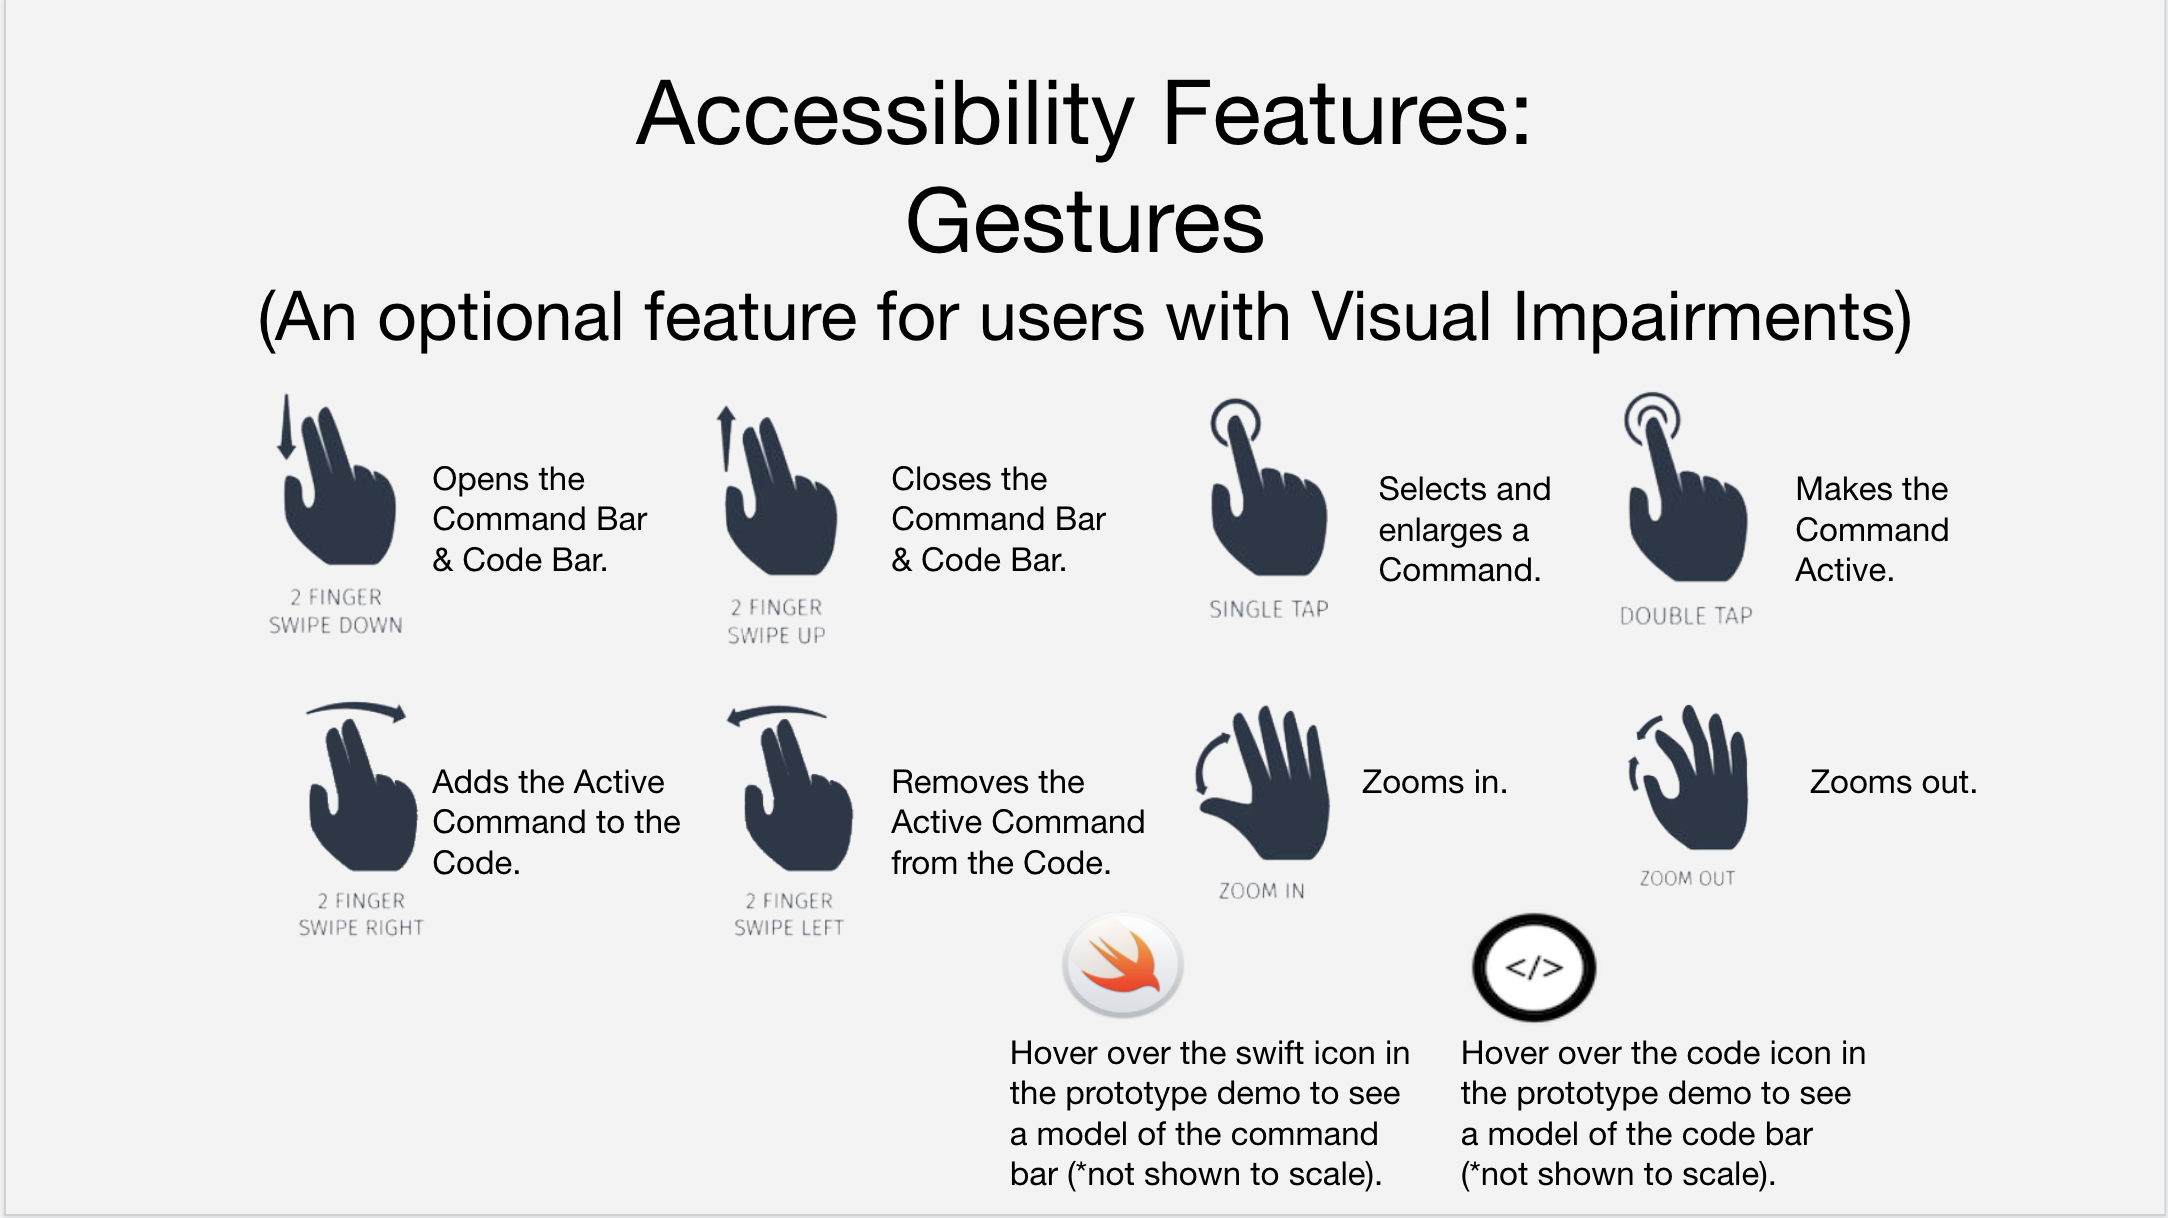 Accessibility Features:
Gestures
(An optional feature for users with Visual Impairments)
Opens the
Command Bar
& Code Bar.
2 FINGER
SWIPE DOWN
Closes the
Command Bar
& Code Bar.
2 FINGER
SWIPE UP
Selects and
enlarges a
Command.
SINGLE TAP
Makes the
Command
Active.
DOUBLE TAP
Adds the Active
Command to the
Code.
2 FINGER
SWIPE RIGHT
Removes the
Active Command
from the Code.
2 FINGER
SWIPE LEFT
Zooms in.
ZOOM IN
Zooms out.
ZOOM OUT
Hover over the swift icon in
the prototype demo to see
a model of the command
bar (*not shown to scale).
</>
Hover over the code icon in
the prototype demo to see
a model of the code bar
(*not shown to scale).